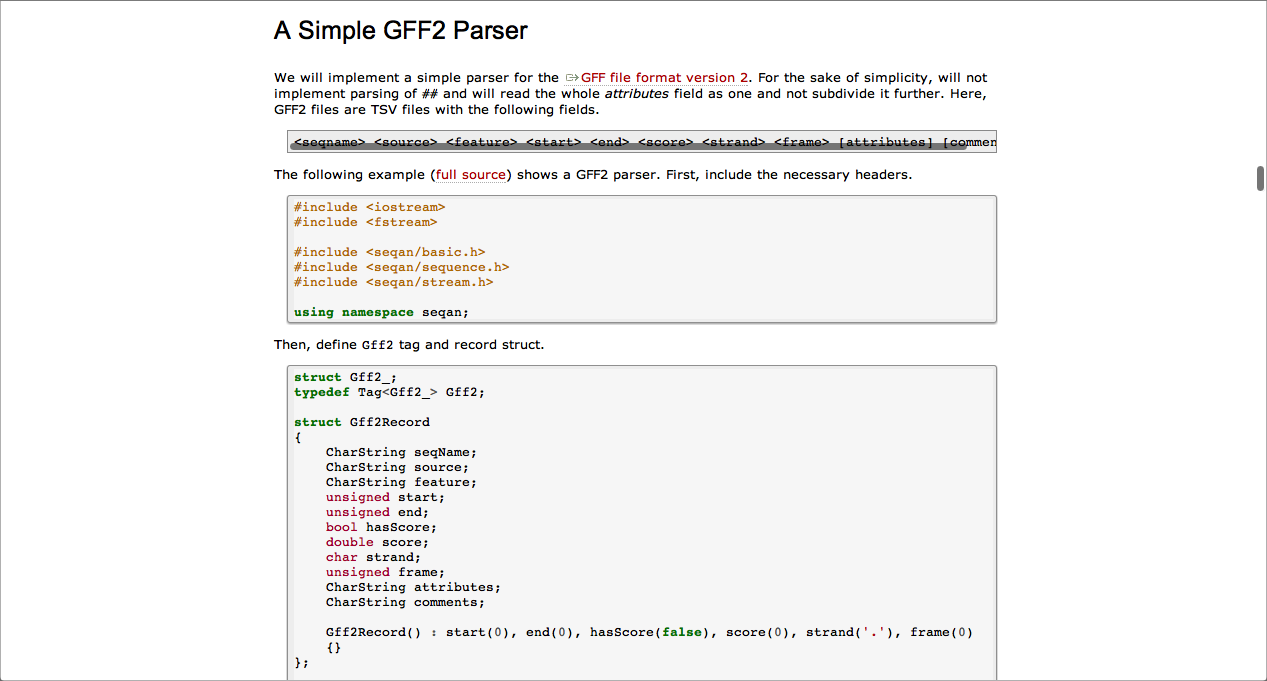 A Simple GFF2 Parser
We will implement a simple parser for the GFF file format version 2. For the sake of simplicity, will not
implement parsing of ## and will read the whole attributes field as one and not subdivide it further. Here,
GFF2 files are TSV files with the following fields.
<seqname> <source> <feature> <start> <end> <score> <strand> <frame> [attributes] [commen
The following example (full source) shows a GFF2 parser. First, include the necessary headers.
#include <iostream>
#include <fstream>
#include <seqan/basic.h>
#include <seqan/sequence.h>
#include <seqan/stream.h>
using namespace seqan;
Then, define Gff2 tag and record struct.
struct Gff2_;
typedef Tag<Gff2_> Gff2;
struct Gff2Record
{
    CharString seqName;
    CharString source;
    CharString feature;
    unsigned start;
    unsigned end;
    bool hasScore;
    double score;
    char strand;
    unsigned frame;
    CharString attributes;
    CharString comments;
    Gff2Record() : start(0), end(0), hasScore(false), score(0), strand('.'), frame(0)
    {}
};